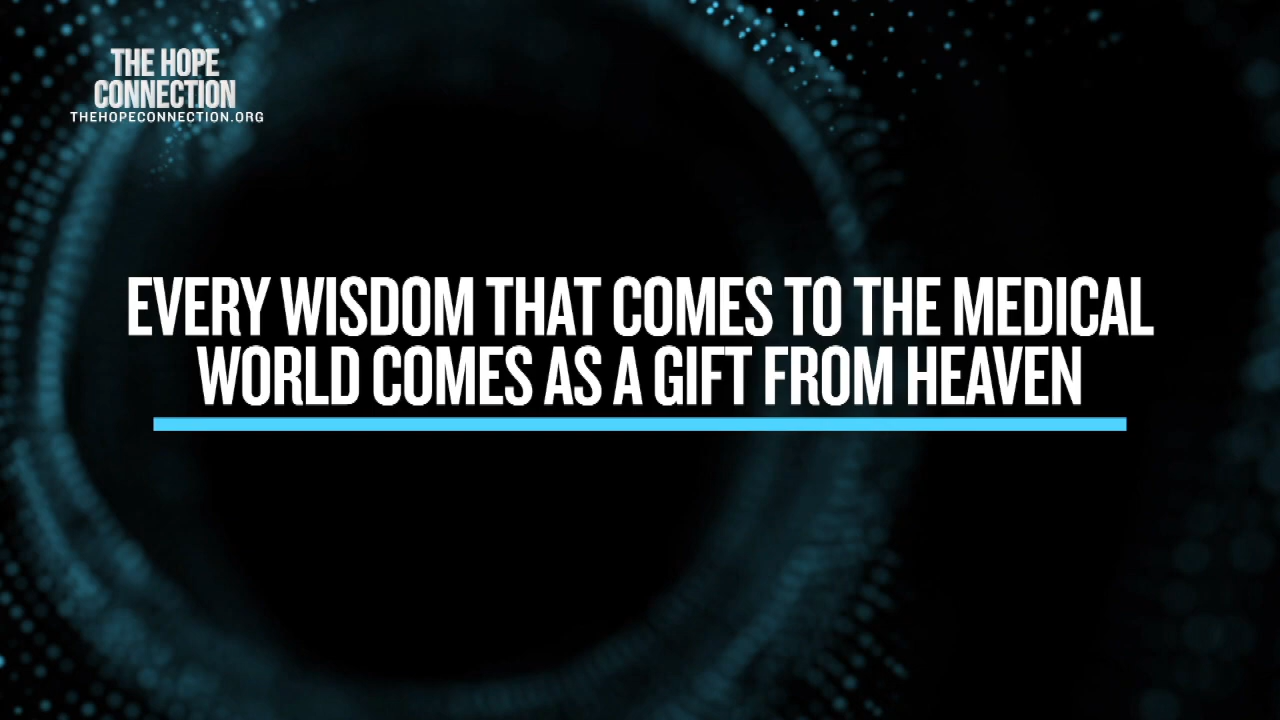 THE HOPE
CONNECTION
THEHOPECONNECTION.ORG
EVERY WISDOM THAT COMES TO THE MEDICAL
WORLD COMES AS A GIFT FROM HEAVEN